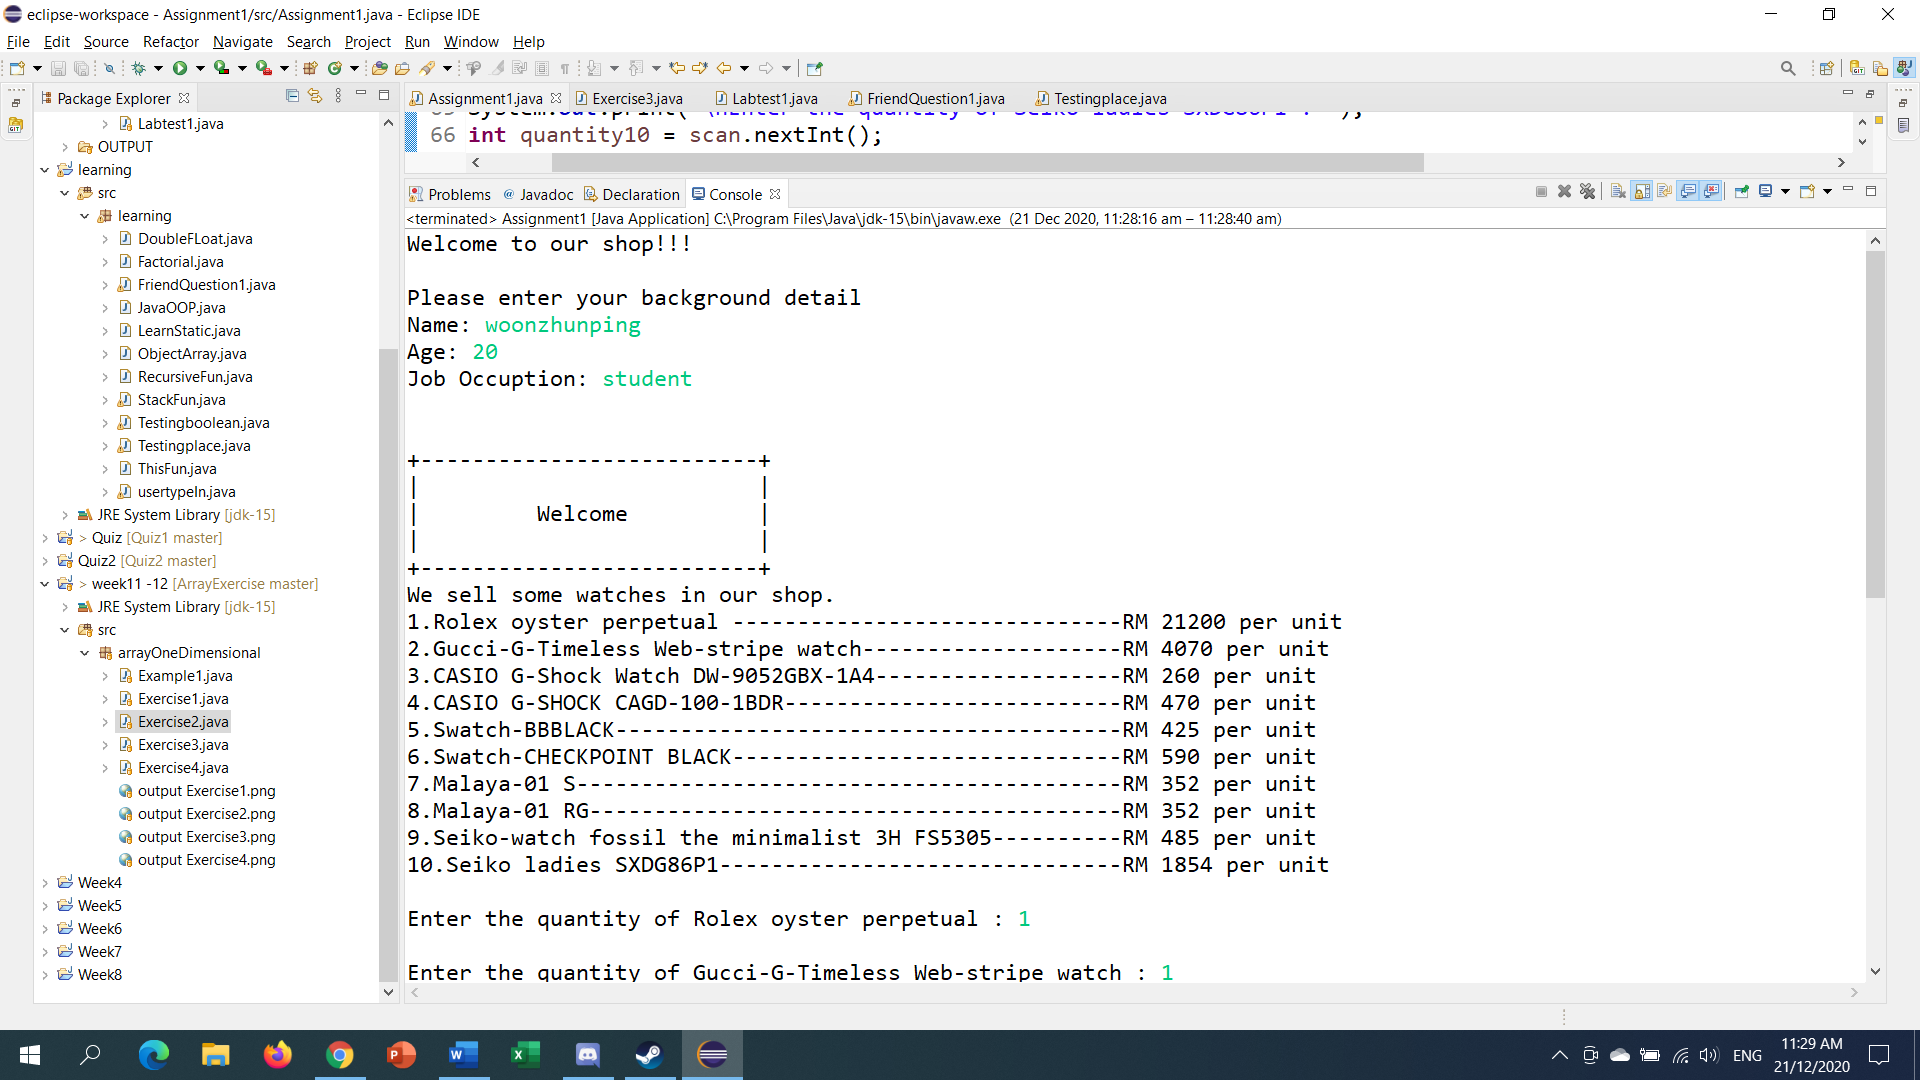 eclipse-workspace - Assignment1/src/Assignment1.java - Eclipse IDE
File Edit Source Refactor Navigate Search Project Run Window Help
Package Explorer
Labtest1.java
OUTPUT
learning
src
learning
DoubleFLoat.java
Factorial.java
FriendQuestion1.java
JavaOOP.java
LearnStatic.java
ObjectArray.java
RecursiveFun.java
StackFun.java
Testingboolean.java
Testingplace.java
ThisFun.java
usertypeIn.java
JRE System Library [jdk-15]
> Quiz [Quiz1 master]
Quiz2 [Quiz2 master]
> week11 -12 [ArrayExercise master]
JRE System Library [jdk-15]
src
arrayOneDimensional
Example1.java
Exercise1.java
Exercise2.java
Exercise3.java
Exercise4.java
output Exercise1.png
output Exercise2.png
output Exercise3.png
output Exercise4.png
Week4
Week5
Week6
Week7
Week8
Assignment1.java Exercise3.java Labtest1.java FriendQuestion1.java Testingplace.java
66 int quantity10 = scan.nextInt();
Problems @ Javadoc Declaration Console
<terminated> Assignment1 [Java Application] C:\Program Files\Java\jdk-15\bin\javaw.exe (21 Dec 2020, 11:28:16 am – 11:28:40 am)
Welcome to our shop!!!
Please enter your background detail
Name: woonzhunping
Age: 20
Job Occuption: student
+--------------------------+
|                          |
|         Welcome          |
|                          |
+--------------------------+
We sell some watches in our shop.
1.Rolex oyster perpetual ------------------------------RM 21200 per unit
2.Gucci-G-Timeless Web-stripe watch--------------------RM 4070 per unit
3.CASIO G-Shock Watch DW-9052GBX-1A4-------------------RM 260 per unit
4.CASIO G-SHOCK CAGD-100-1BDR--------------------------RM 470 per unit
5.Swatch-BBBLACK---------------------------------------RM 425 per unit
6.Swatch-CHECKPOINT BLACK------------------------------RM 590 per unit
7.Malaya-01 S------------------------------------------RM 352 per unit
8.Malaya-01 RG-----------------------------------------RM 352 per unit
9.Seiko-watch fossil the minimalist 3H FS5305----------RM 485 per unit
10.Seiko ladies SXDG86P1-------------------------------RM 1854 per unit
Enter the quantity of Rolex oyster perpetual : 1
Enter the quantity of Gucci-G-Timeless Web-stripe watch : 1
ENG
11:29 AM
21/12/2020